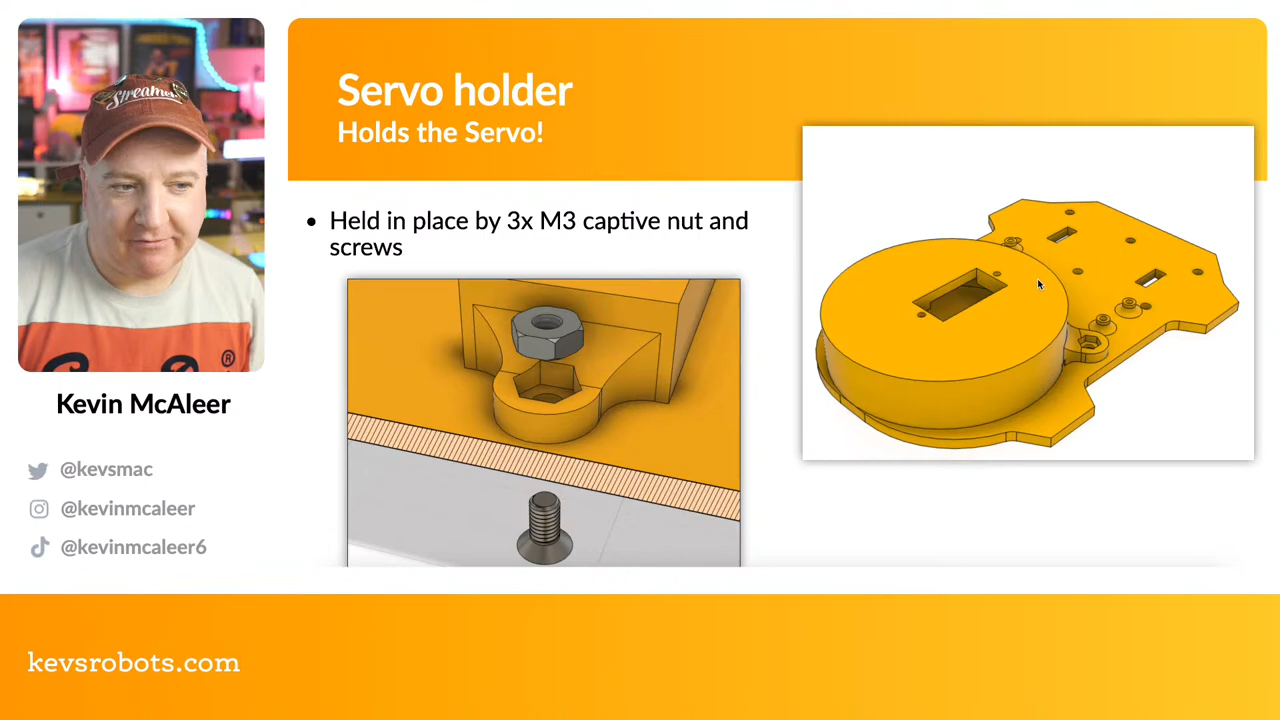 Servo holder
Holds the Servo!
Held in place by 3x M3 captive nut and
screws
Streamer
®
Kevin McAleer
@kevsmac
@kevinmcaleer
@kevinmcaleer6
kevsrobots.com